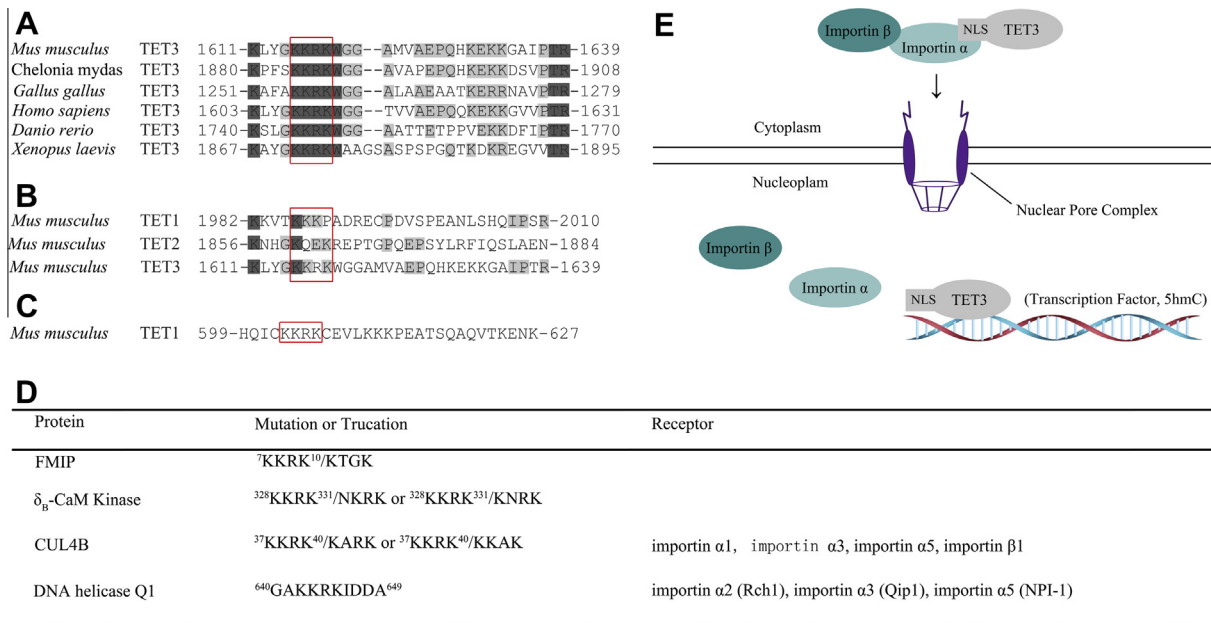 A
Mus musculus TET3 1611-KLYGKKRKWGG--AMVAEPQHKEKKGAIPTR-1639
Chelonia mydas TET3 1880-KPFSKKRKWGG--AVAPEPQHKEKKDSVPTR-1908
Gallus gallus TET3 1251-KAFAKKRKWGG--ALAAEAATKERRNAVPTR-1279
Homo sapiens TET3 1603-KLYGKKRKWGG--TVVAEPQQKEKKGVVPTR-1631
Danio rerio TET3 1740-KSLGKKRKWGG--AATTETPPVEKKDFIPTR-1770
Xenopus laevis TET3 1867-KAYGKKRKWAAGSASPSPGQTKDKREGVVTR-1895
B
Mus musculus TET1 1982-KKVTKKKPADRECPDVSPEANLSHQIPSR-2010
Mus musculus TET2 1856-KNHGKQEKREPTGPQEPSYLRFIQSLAEN-1884
Mus musculus TET3 1611-KLYGKKRKWGGAMVAEPQHKEKKGAIPTR-1639
C
Mus musculus TET1 599-HQICKKRKCEVLKKKPEATSQAQVTKENK-627
E
Importin β
Importin α
NLS
TET3
Cytoplasm
Nucleoplam
Nuclear Pore Complex
Importin β
Importin α
NLS
TET3
(Transcription Factor, 5hmC)
D
Protein Mutation or Trucation Receptor
FMIP ⁷KKRK¹⁰/KTGK
δB-CaM Kinase ³²⁸KKRK³³¹/NKRK or ³²⁸KKRK³³¹/KNRK
CUL4B ³⁷KKRK⁴⁰/KARK or ³⁷KKRK⁴⁰/KKAK importin α1, importin α3, importin α5, importin β1
DNA helicase Q1 ⁶⁴⁰GAKKRKIDDA⁶⁴⁹ importin α2 (Rch1), importin α3 (Qip1), importin α5 (NPI-1)